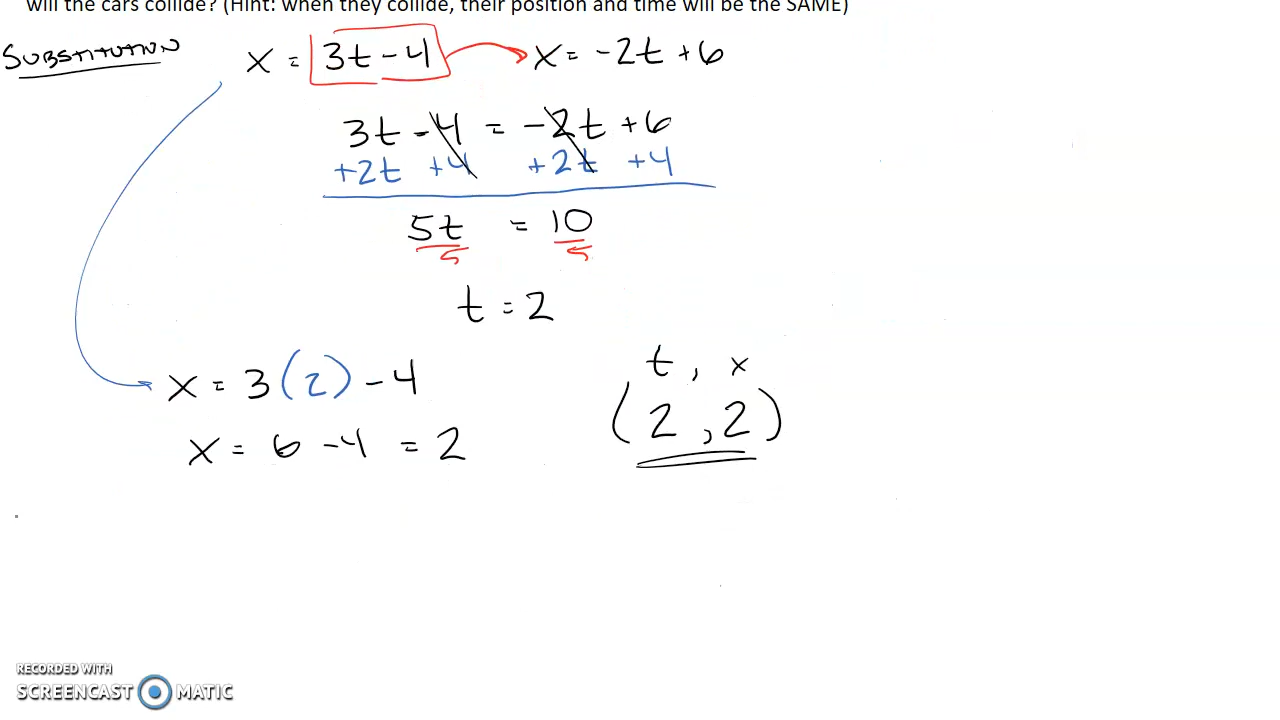 will the cars collide? (Hint: when they collide, their position and time will be the SAME)
SUBSTITUTION
x = 3t - 4 x = -2t + 6
3t - 4 = -2t + 6
+2t +4 +2t +4
5t = 10
5 5
t = 2
x = 3(2) - 4
x = 6 - 4 = 2
t, x
(2, 2)
RECORDED WITH
SCREENCAST MATIC